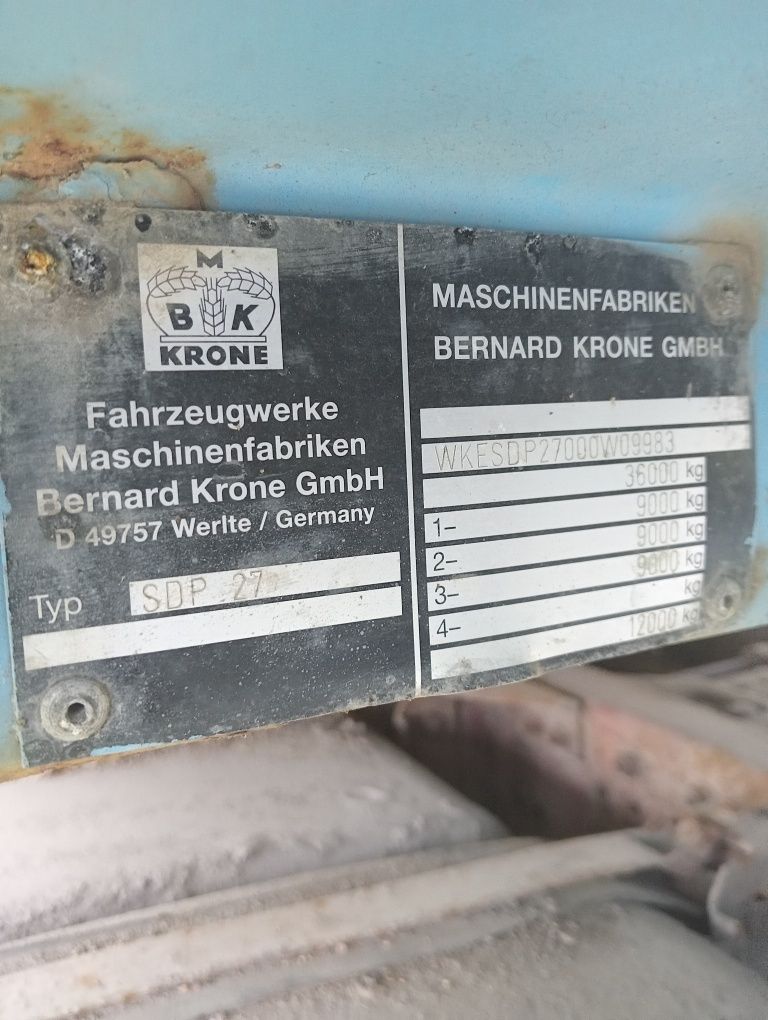 M
B K
KRONE
Fahrzeugwerke
Maschinenfabriken
Bernard Krone GmbH
D 49757 Werlte / Germany
Typ SDP 27
MASCHINENFABRIKEN
BERNARD KRONE GMBH
WKESDP27000W09983
36000 kg
9000 kg
1- 9000 kg
2- 9000 kg
3- kg
4- 12000 kg